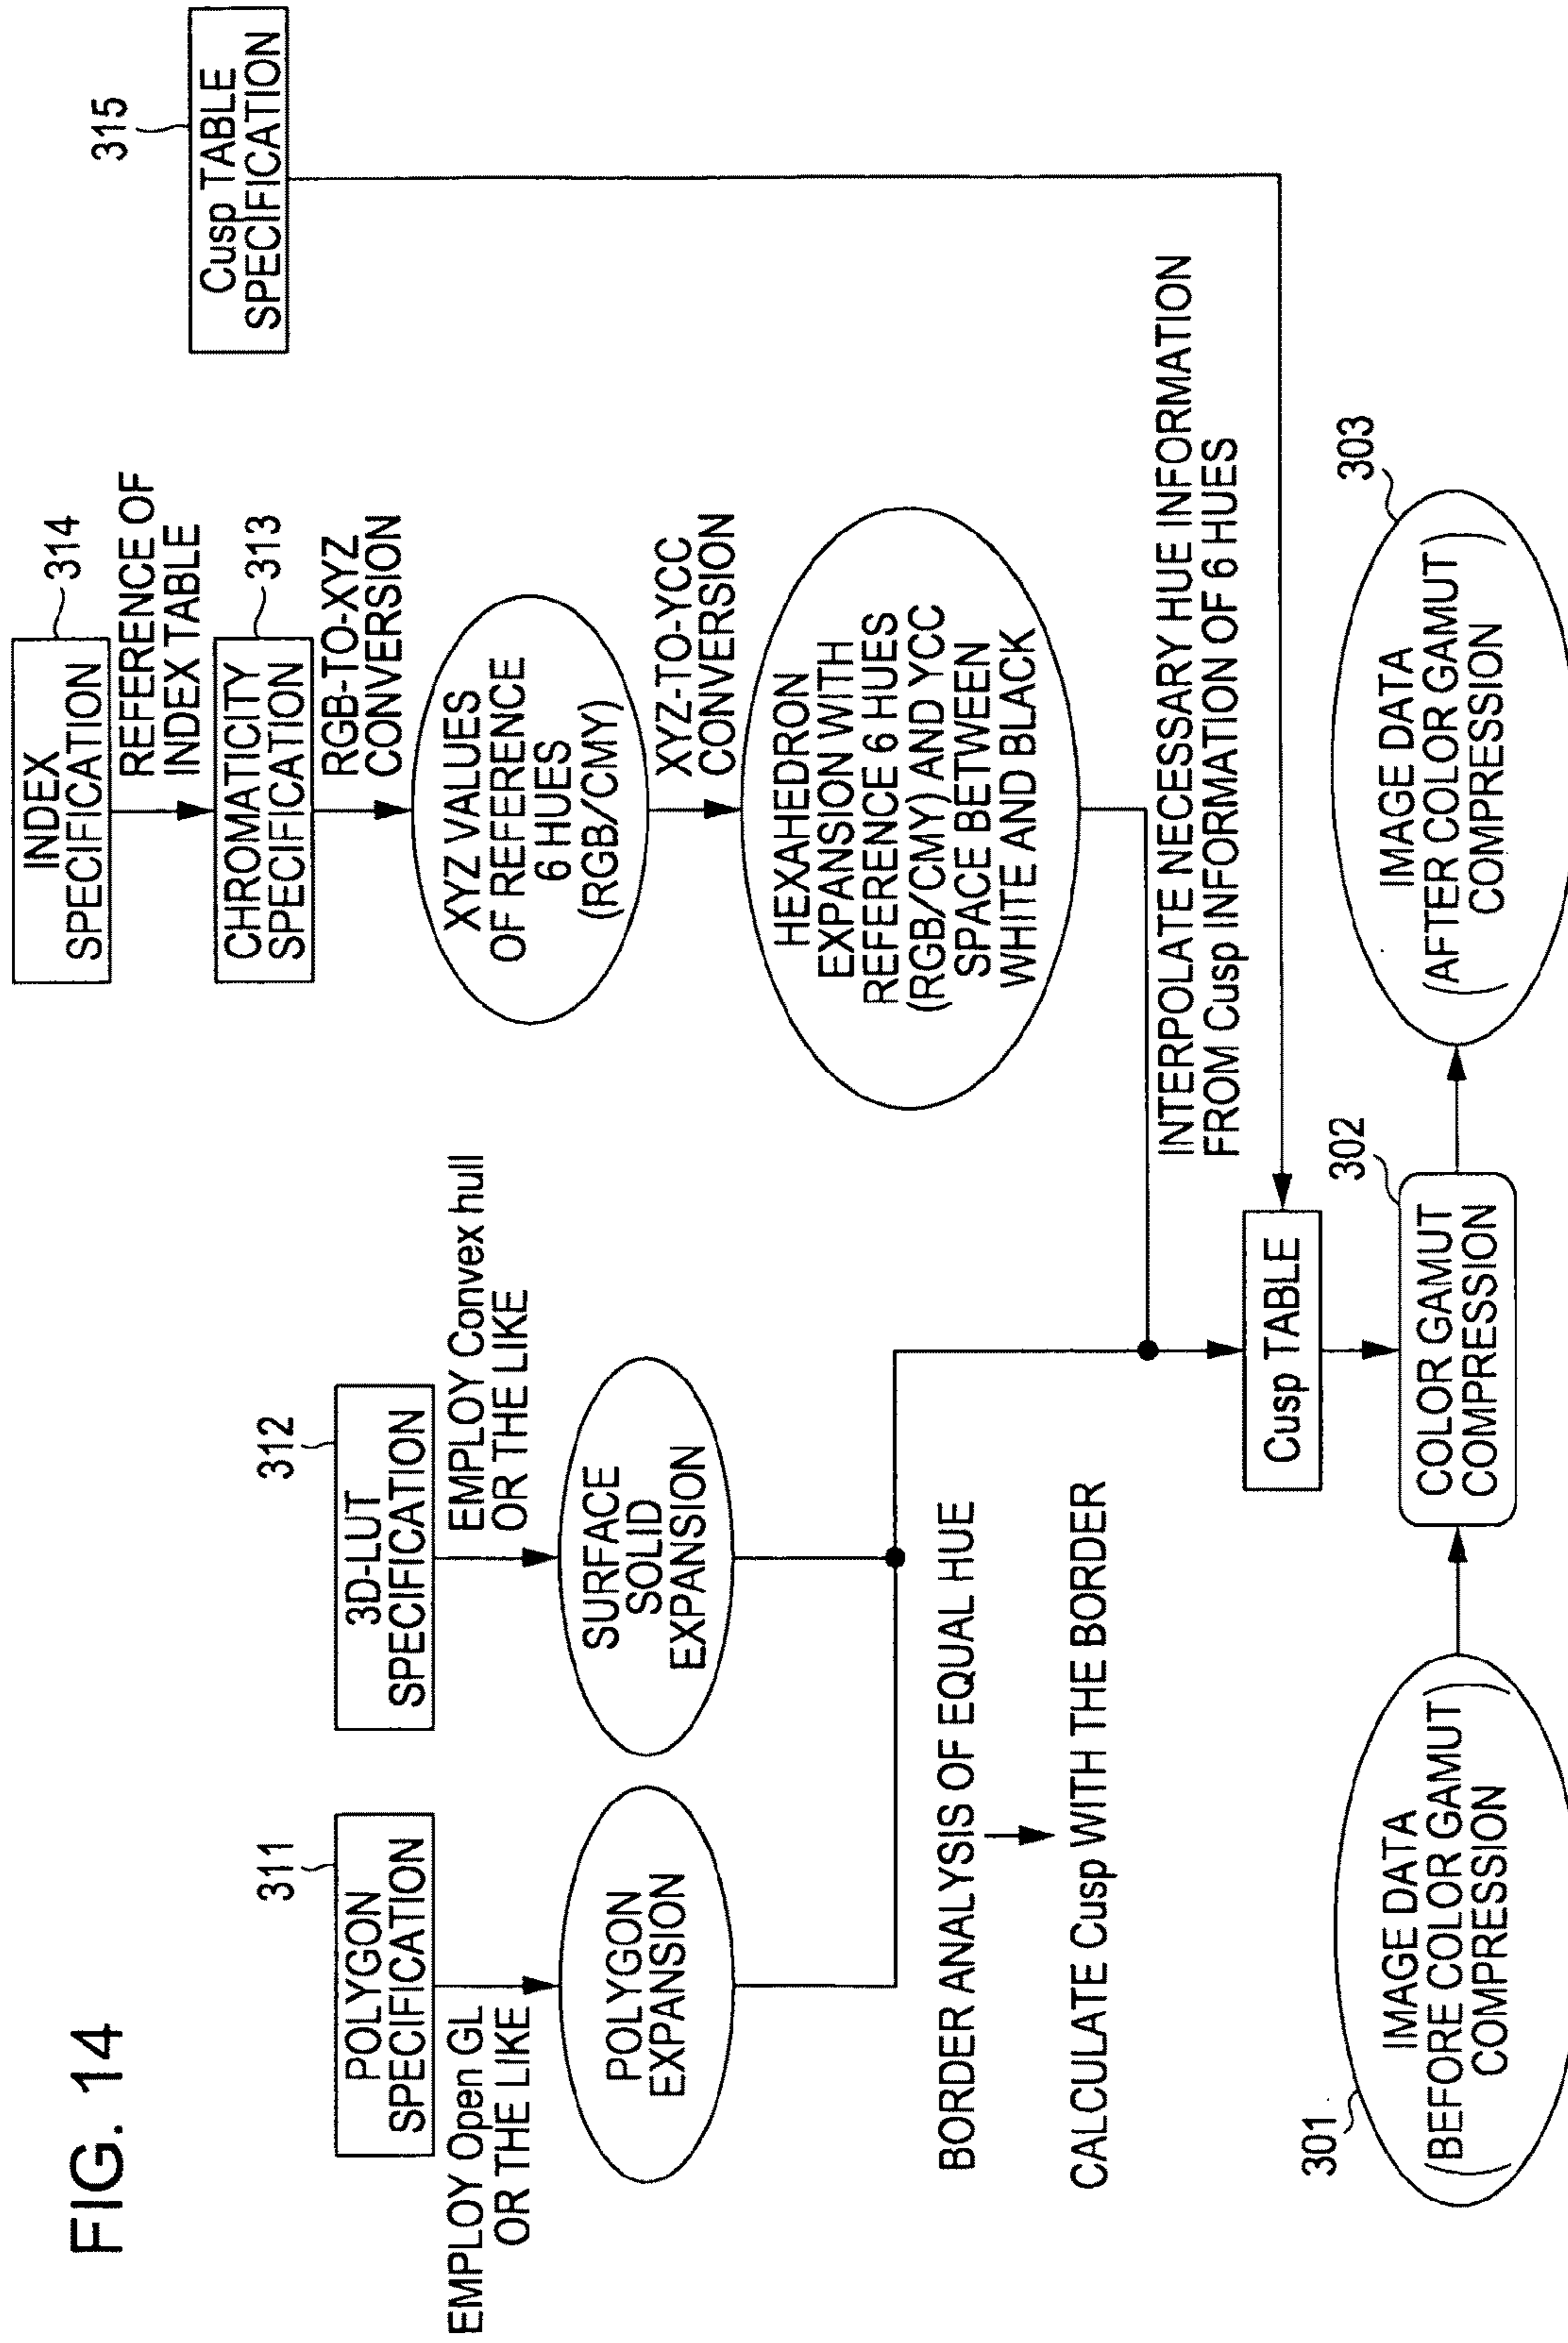 FIG. 14
311
POLYGON
SPECIFICATION
EMPLOY Open GL
OR THE LIKE
POLYGON
EXPANSION
312
3D-LUT
SPECIFICATION
EMPLOY Convex hull
OR THE LIKE
SURFACE
SOLID
EXPANSION
BORDER ANALYSIS OF EQUAL HUE
CALCULATE Cusp WITH THE BORDER
INDEX
SPECIFICATION
314
REFERENCE OF
INDEX TABLE
CHROMATICITY
SPECIFICATION
313
RGB-TO-XYZ
CONVERSION
XYZ VALUES
OF REFERENCE
6 HUES
(RGB/CMY)
XYZ-TO-YCC
CONVERSION
HEXAHEDRON
EXPANSION WITH
REFERENCE 6 HUES
(RGB/CMY) AND YCC
SPACE BETWEEN
WHITE AND BLACK
INTERPOLATE NECESSARY HUE INFORMATION
FROM Cusp INFORMATION OF 6 HUES
315
Cusp TABLE
SPECIFICATION
Cusp TABLE
301
IMAGE DATA
(BEFORE COLOR GAMUT
COMPRESSION)
302
COLOR GAMUT
COMPRESSION
303
IMAGE DATA
(AFTER COLOR GAMUT
COMPRESSION)